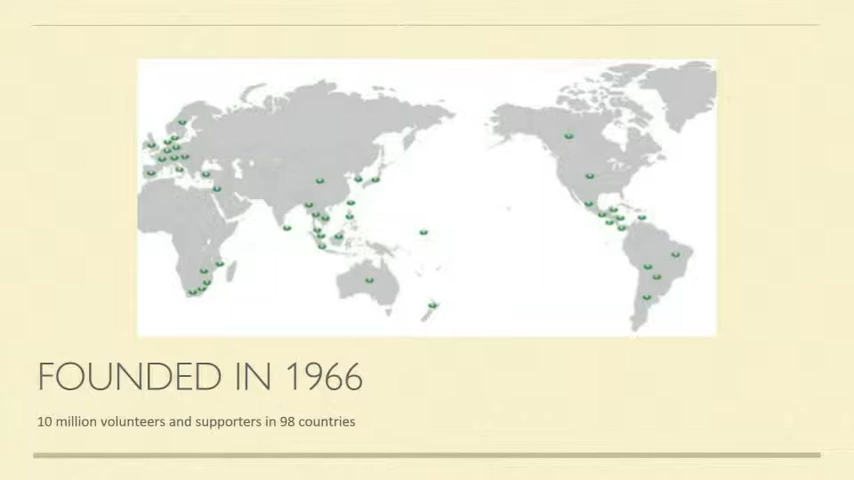 FOUNDED IN 1966
10 million volunteers and supporters in 98 countries